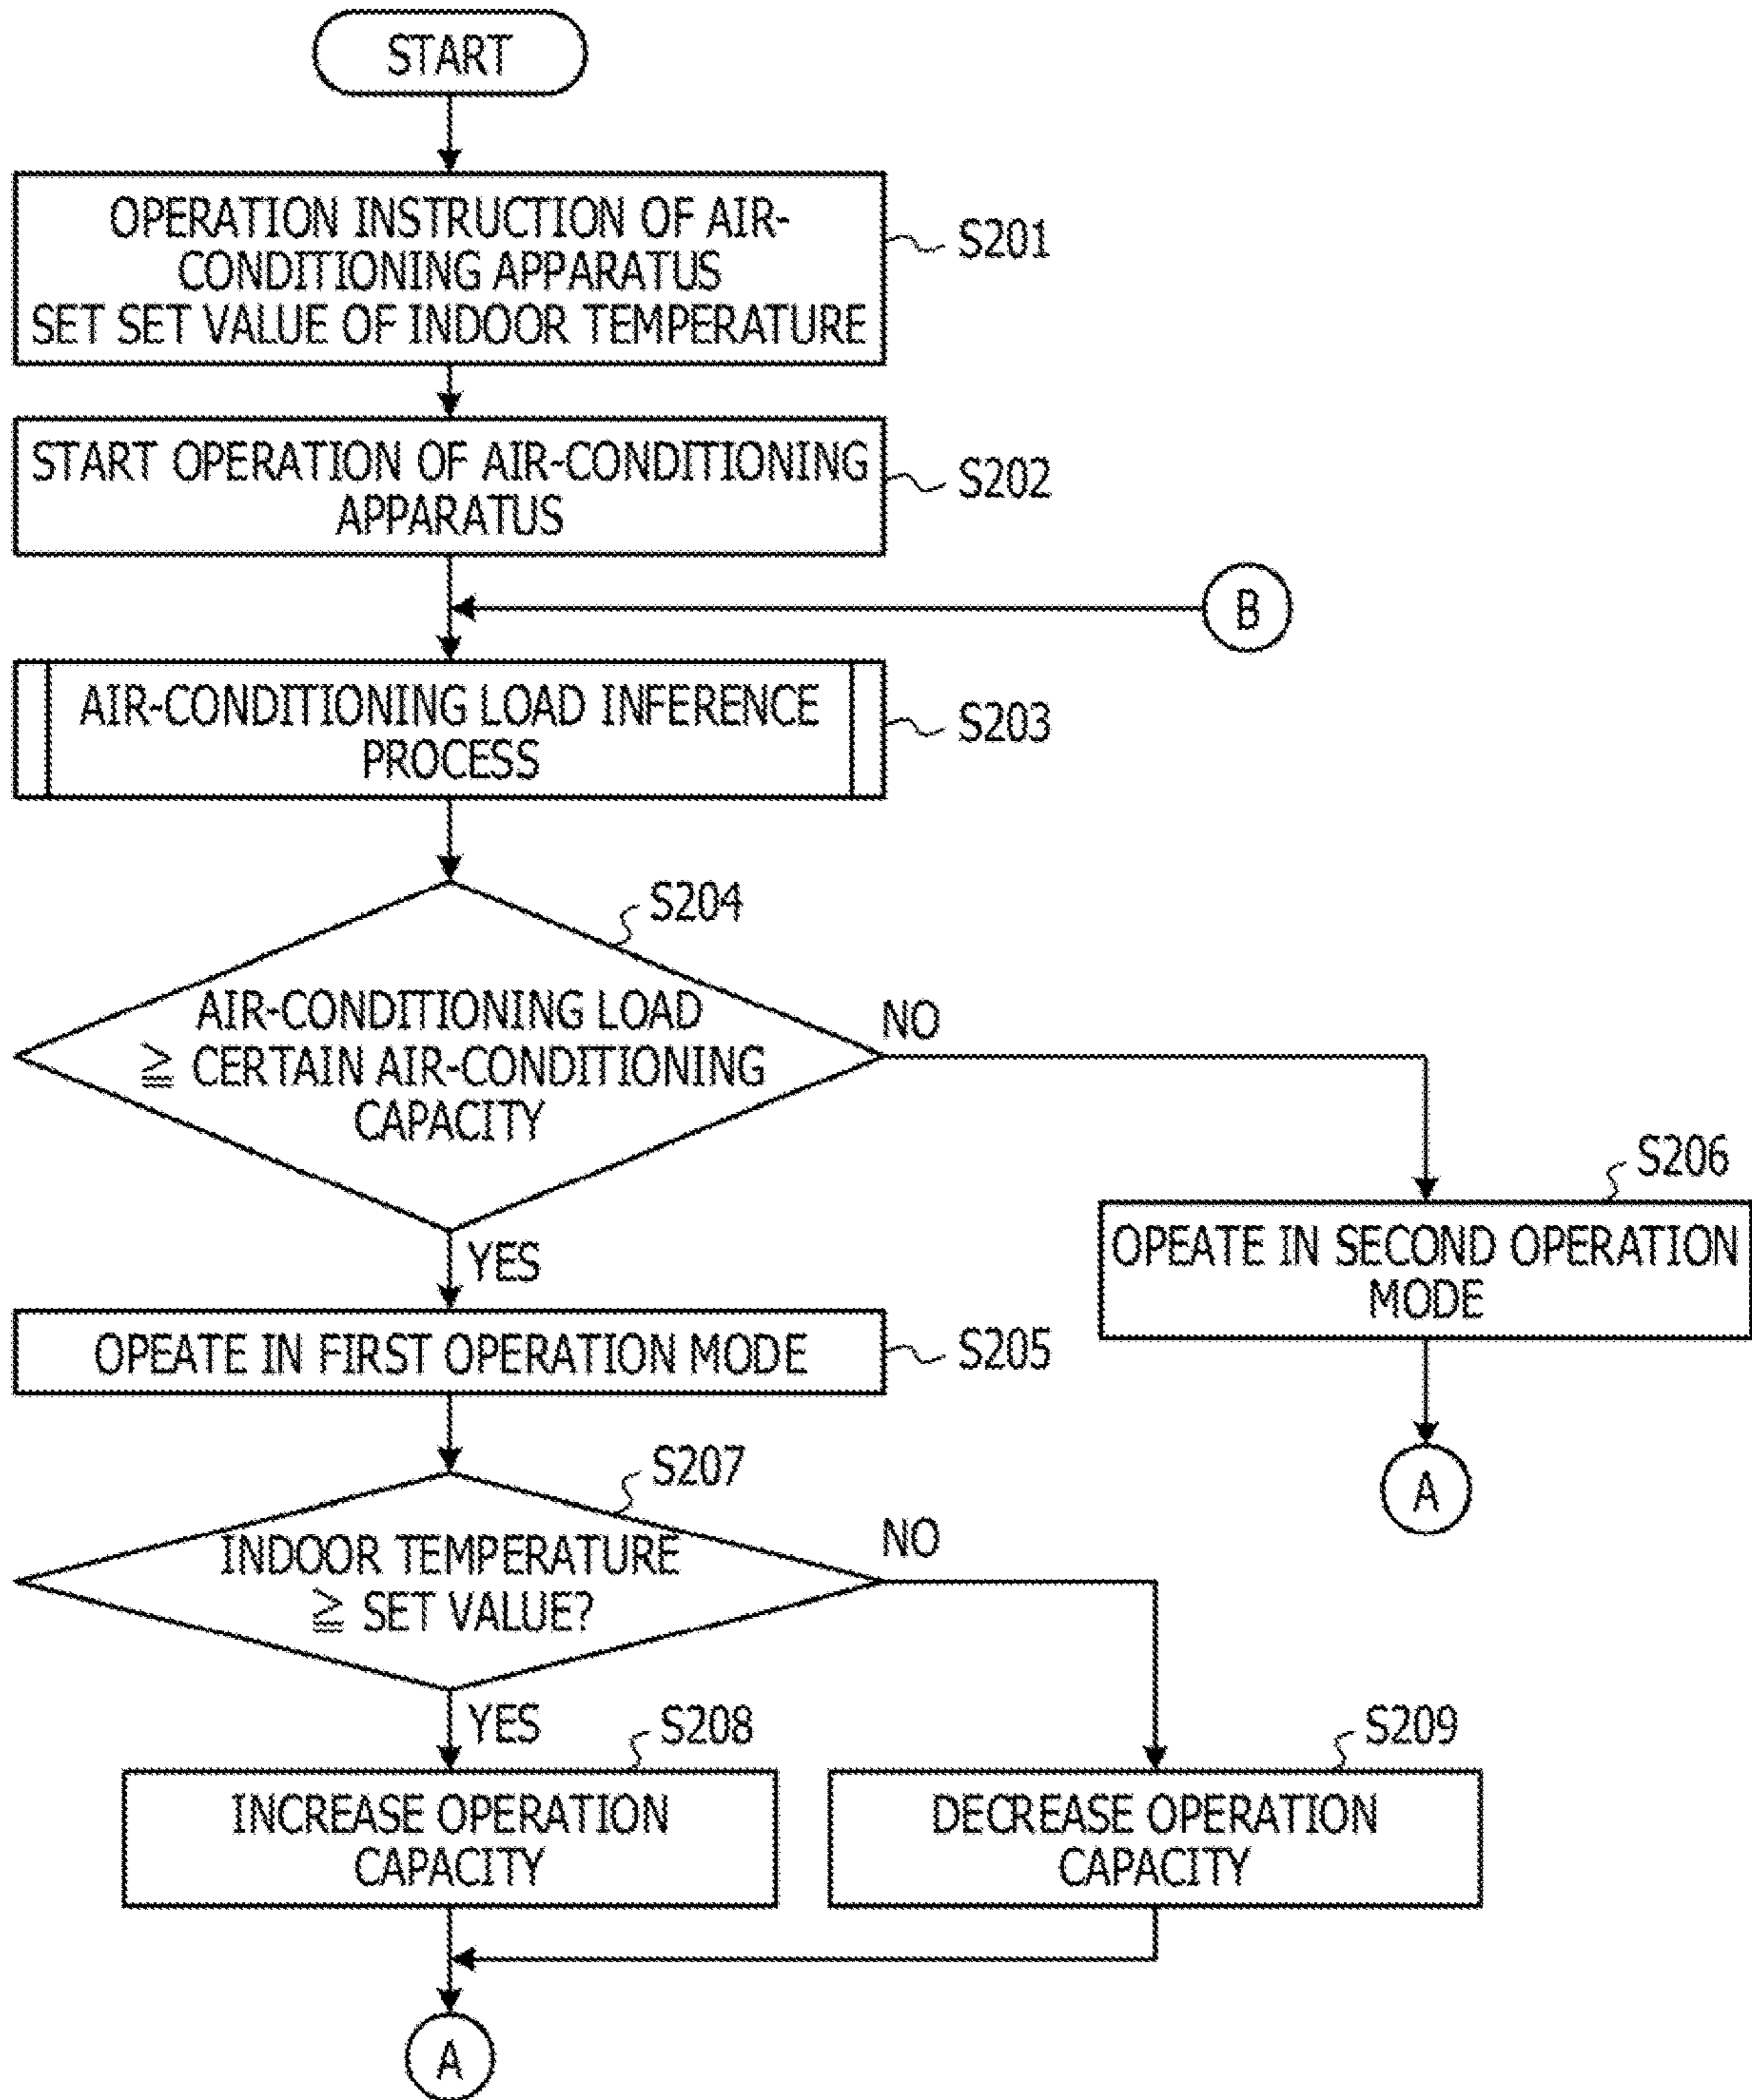 START
OPERATION INSTRUCTION OF AIR-
CONDITIONING APPARATUS
SET SET VALUE OF INDOOR TEMPERATURE
S201
START OPERATION OF AIR-CONDITIONING
APPARATUS
S202
B
AIR-CONDITIONING LOAD INFERENCE
PROCESS
S203
S204
AIR-CONDITIONING LOAD
≧ CERTAIN AIR-CONDITIONING
CAPACITY
NO
YES
S206
OPEATE IN SECOND OPERATION
MODE
A
OPEATE IN FIRST OPERATION MODE
S205
S207
INDOOR TEMPERATURE
≧ SET VALUE?
NO
YES
S208
INCREASE OPERATION
CAPACITY
S209
DECREASE OPERATION
CAPACITY
A